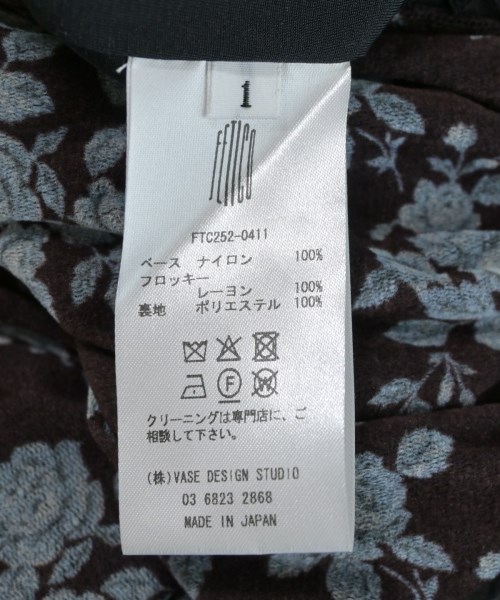 1
FETICO
FTC252-0411
ベース ナイロン 100%
フロッキー
レーヨン 100%
裏地 ポリエステル 100%
F W
クリーニングは専門店に、ご
相談して下さい。
(株)VASE DESIGN STUDIO
03 6823 2868
MADE IN JAPAN